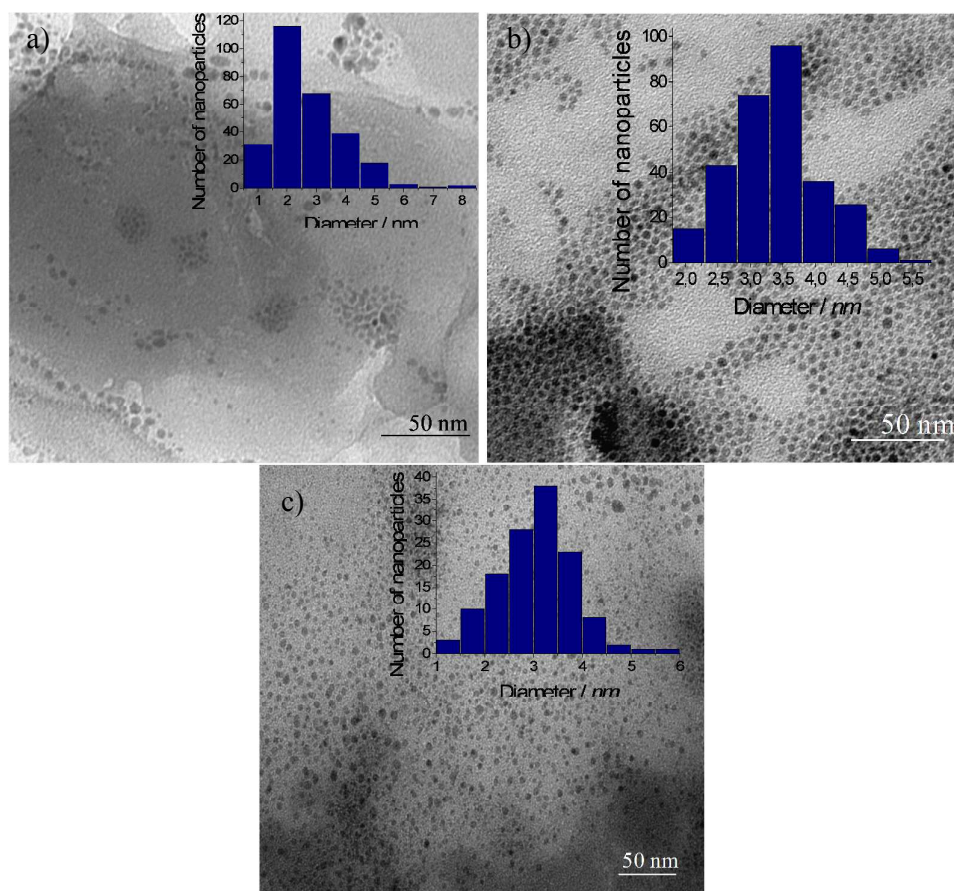 a)
120
100
80
60
40
20
0
Number of nanoparticles
1 2 3 4 5 6 7 8
Diameter / nm
50 nm
b)
100
80
60
40
20
0
Number of nanoparticles
2,0 2,5 3,0 3,5 4,0 4,5 5,0 5,5
Diameter / nm
50 nm
c)
40
35
30
25
20
15
10
5
0
Number of nanoparticles
1 2 3 4 5 6
Diameter / nm
50 nm